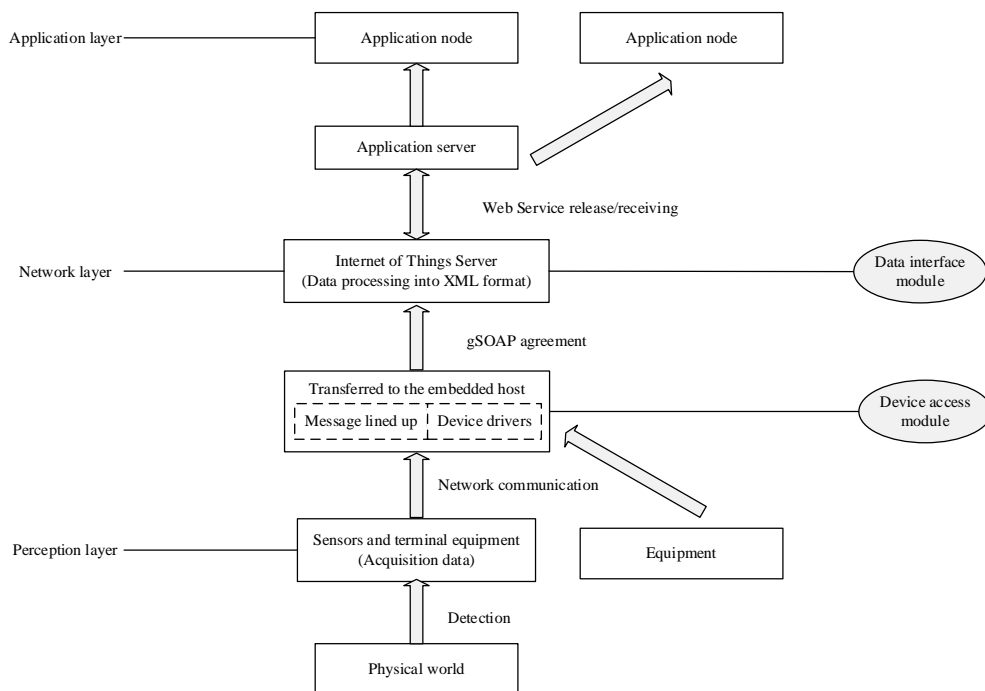 Application layer
Application node
Application node
Application server
Web Service release/receiving
Network layer
Internet of Things Server
(Data processing into XML format)
Data interface
module
gSOAP agreement
Transferred to the embedded host
Message lined up
Device drivers
Device access
module
Network communication
Perception layer
Sensors and terminal equipment
(Acquisition data)
Equipment
Detection
Physical world